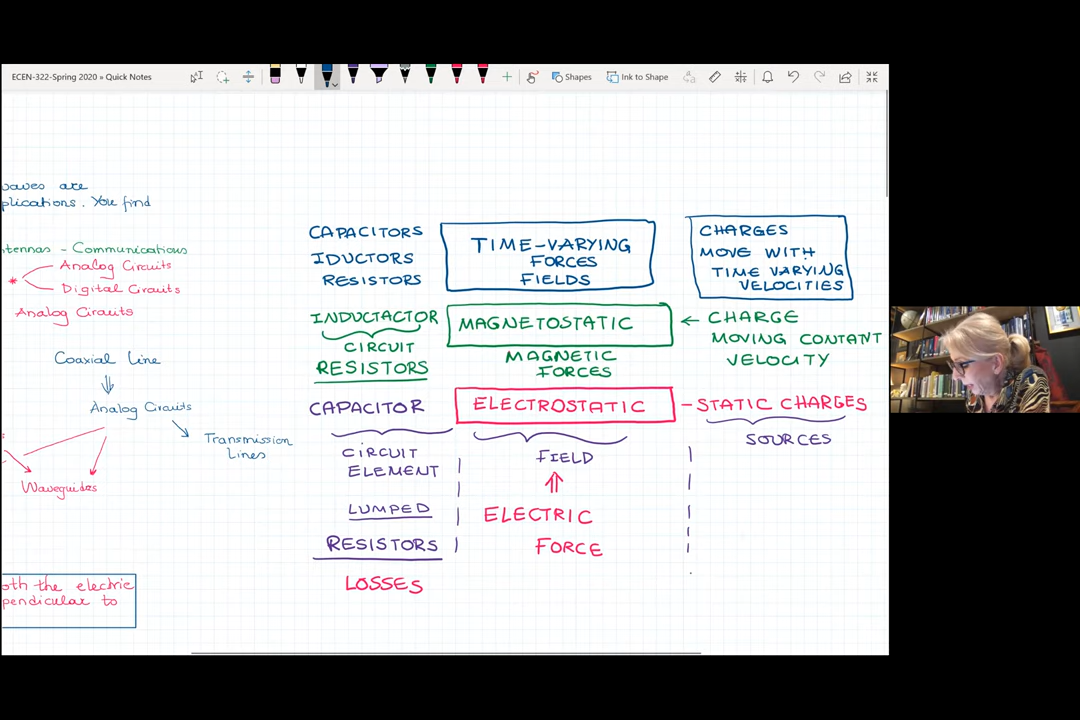 ECEN-322-Spring 2020 » Quick Notes
Shapes
Ink to Shape
waves are
plications. You find
tennas - Communications
* Analog Circuits
Digital Circuits
Analog Circuits
Coaxial Line
Analog Circuits
Transmission
Lines
Waveguides
oth the electric
pendicular to
CAPACITORS
IDUCTORS
RESISTORS
TIME-VARYING
FORCES
FIELDS
CHARGES
MOVE WITH
TIME VARYING
VELOCITIES
INDUCTACTOR
CIRCUIT
RESISTORS
MAGNETOSTATIC
MAGNETIC
FORCES
← CHARGE
MOVING CONTANT
VELOCITY
CAPACITOR
ELECTROSTATIC
- STATIC CHARGES
CIRCUIT
ELEMENT
FIELD
SOURCES
LUMPED
ELECTRIC
RESISTORS
FORCE
LOSSES